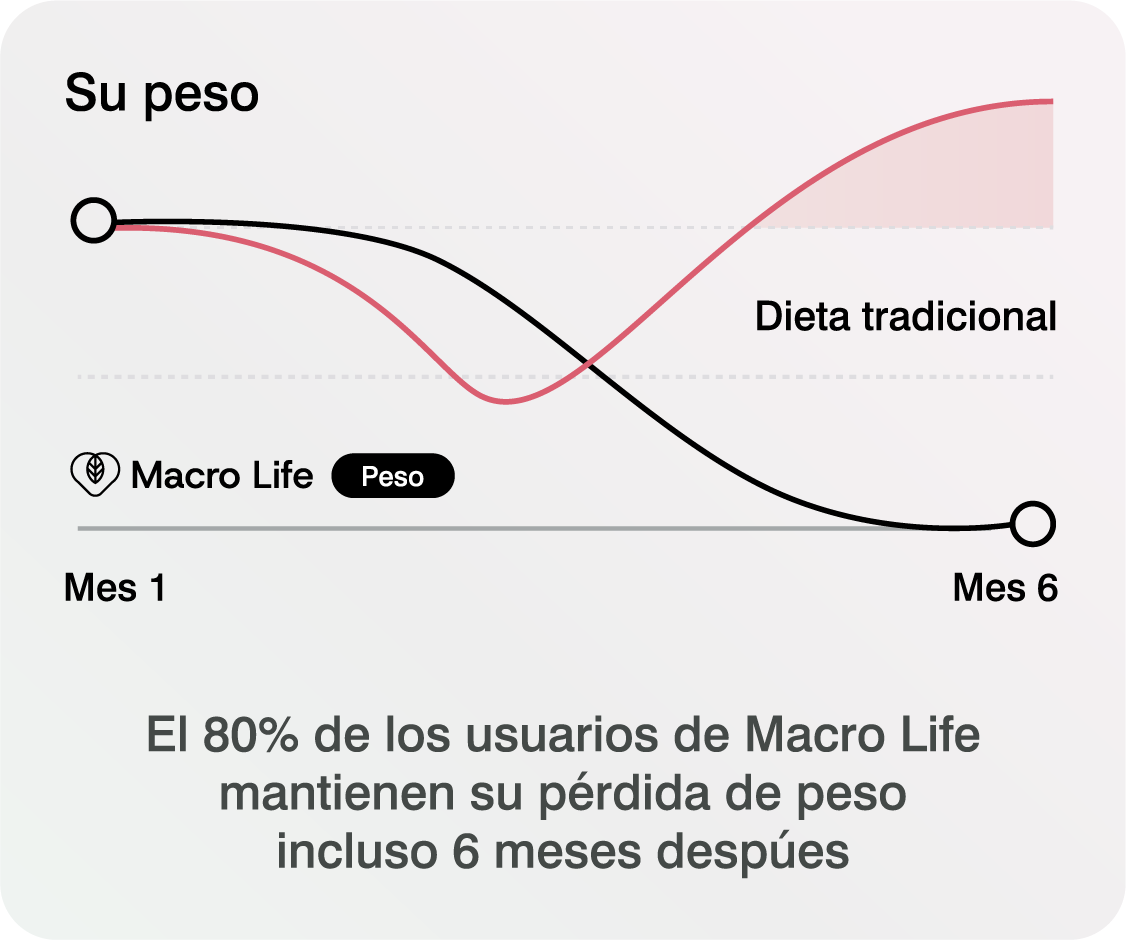 Su peso
Dieta tradicional
Macro Life Peso
Mes 1 Mes 6
El 80% de los usuarios de Macro Life
mantienen su pérdida de peso
incluso 6 meses despúes